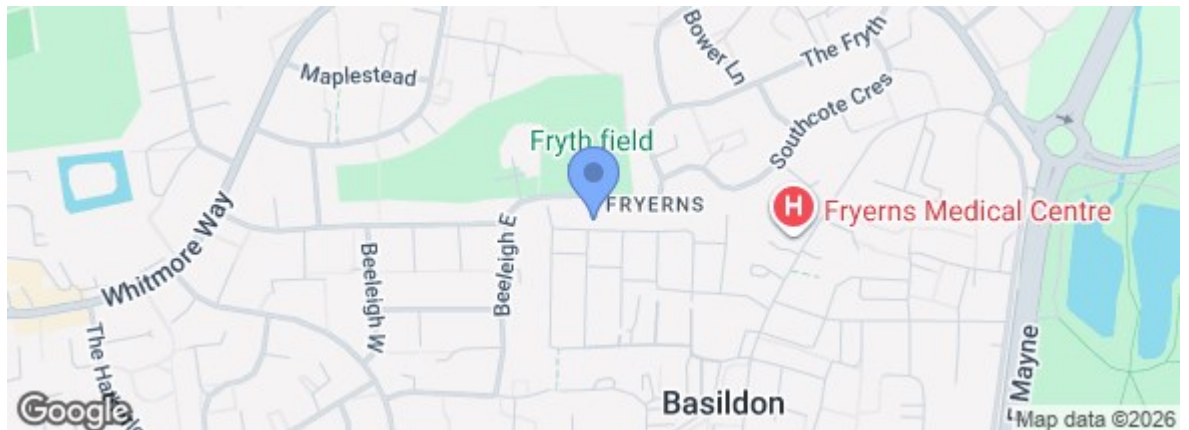 Bower Ln
The Fryth
Maplestead
Southcote Cres
Fryth field
FRYERNS
H
Fryerns Medical Centre
Whitmore Way
Beeleigh E
Beeleigh W
The Hat
Mayne
Basildon
Google
Map data ©2026